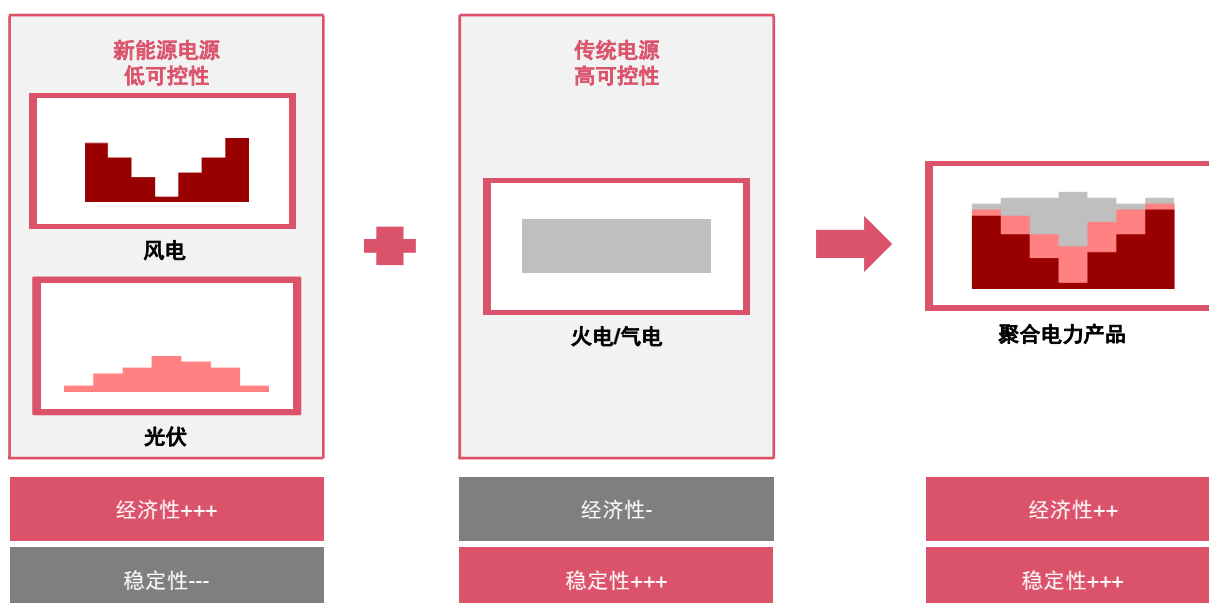 新能源电源
低可控性
风电
光伏
经济性+++
稳定性---
传统电源
高可控性
火电/气电
经济性-
稳定性+++
聚合电力产品
经济性++
稳定性+++